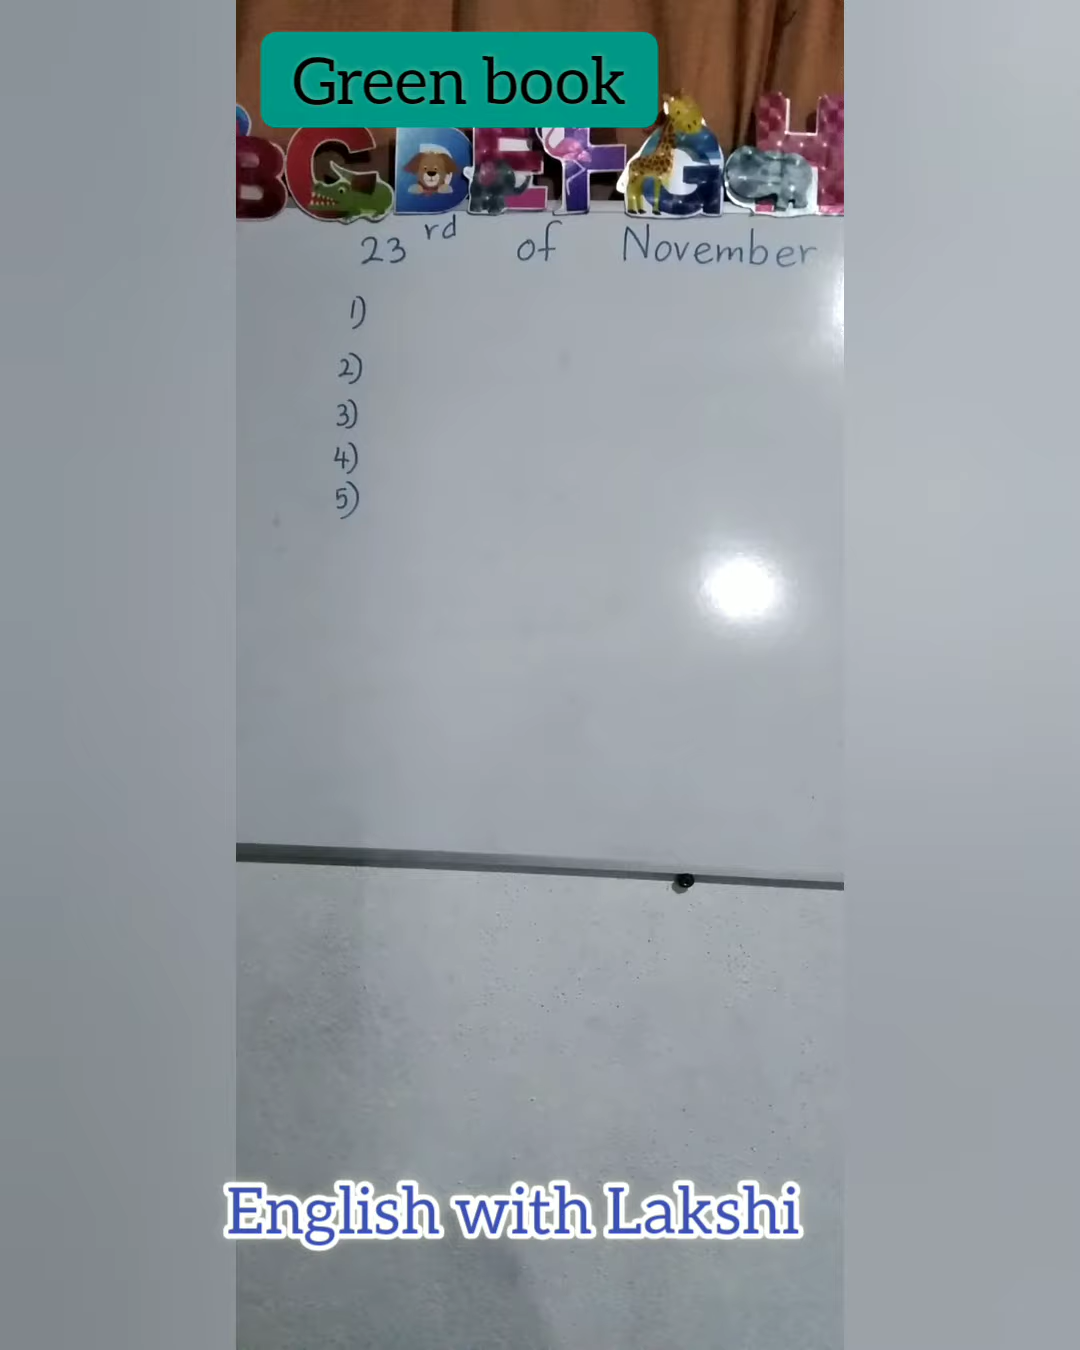 Green book
B C D E F G H
23rd of November
1)
2)
3)
4)
5)
English with Lakshi